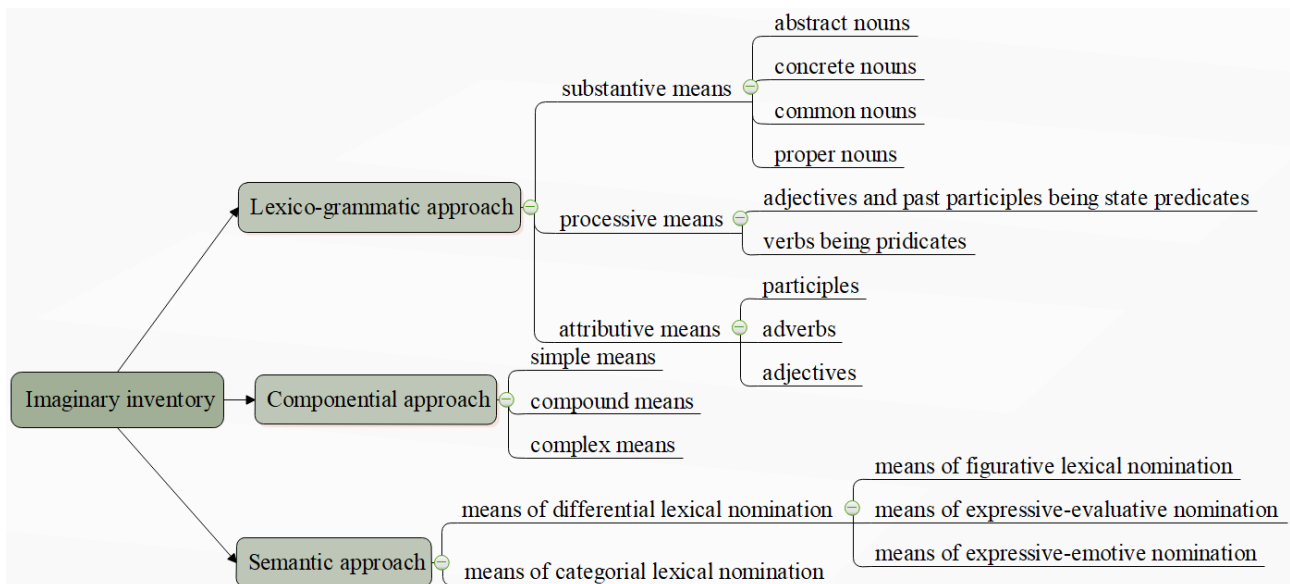 Imaginary inventory
Lexico-grammatic approach
substantive means
abstract nouns
concrete nouns
common nouns
proper nouns
processive means
adjectives and past participles being state predicates
verbs being pridicates
attributive means
participles
adverbs
adjectives
Componential approach
simple means
compound means
complex means
Semantic approach
means of differential lexical nomination
means of figurative lexical nomination
means of expressive-evaluative nomination
means of expressive-emotive nomination
means of categorial lexical nomination